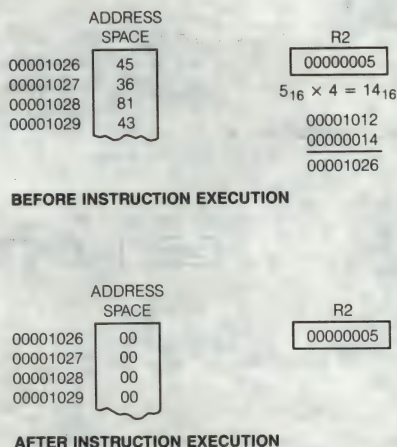 ADDRESS
SPACE
R2
00001026 45
00000005
00001027 36
5₁₆ × 4 = 14₁₆
00001028 81
00001012
00001029 43
00000014
00001026
BEFORE INSTRUCTION EXECUTION
ADDRESS
SPACE
R2
00001026 00
00000005
00001027 00
00001028 00
00001029 00
AFTER INSTRUCTION EXECUTION